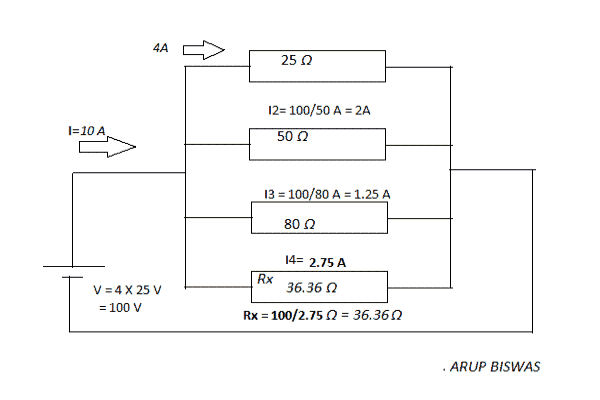 4A
25 Ω
I2= 100/50 A = 2A
50 Ω
I=10 A
I3 = 100/80 A = 1.25 A
80 Ω
I4= 2.75 A
Rx
36.36 Ω
V = 4 X 25 V
= 100 V
Rx = 100/2.75 Ω = 36.36 Ω
. ARUP BISWAS